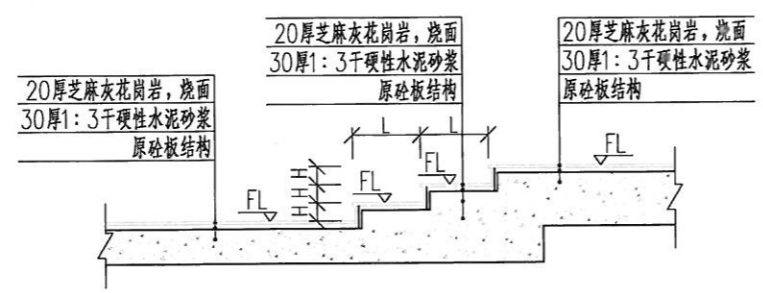 20厚芝麻灰花岗岩，烧面
30厚1：3干硬性水泥砂浆
原砼板结构
20厚芝麻灰花岗岩，烧面
30厚1：3干硬性水泥砂浆
原砼板结构
20厚芝麻灰花岗岩，烧面
30厚1：3干硬性水泥砂浆
原砼板结构
L
L
H
H
H
FL
FL
FL
FL